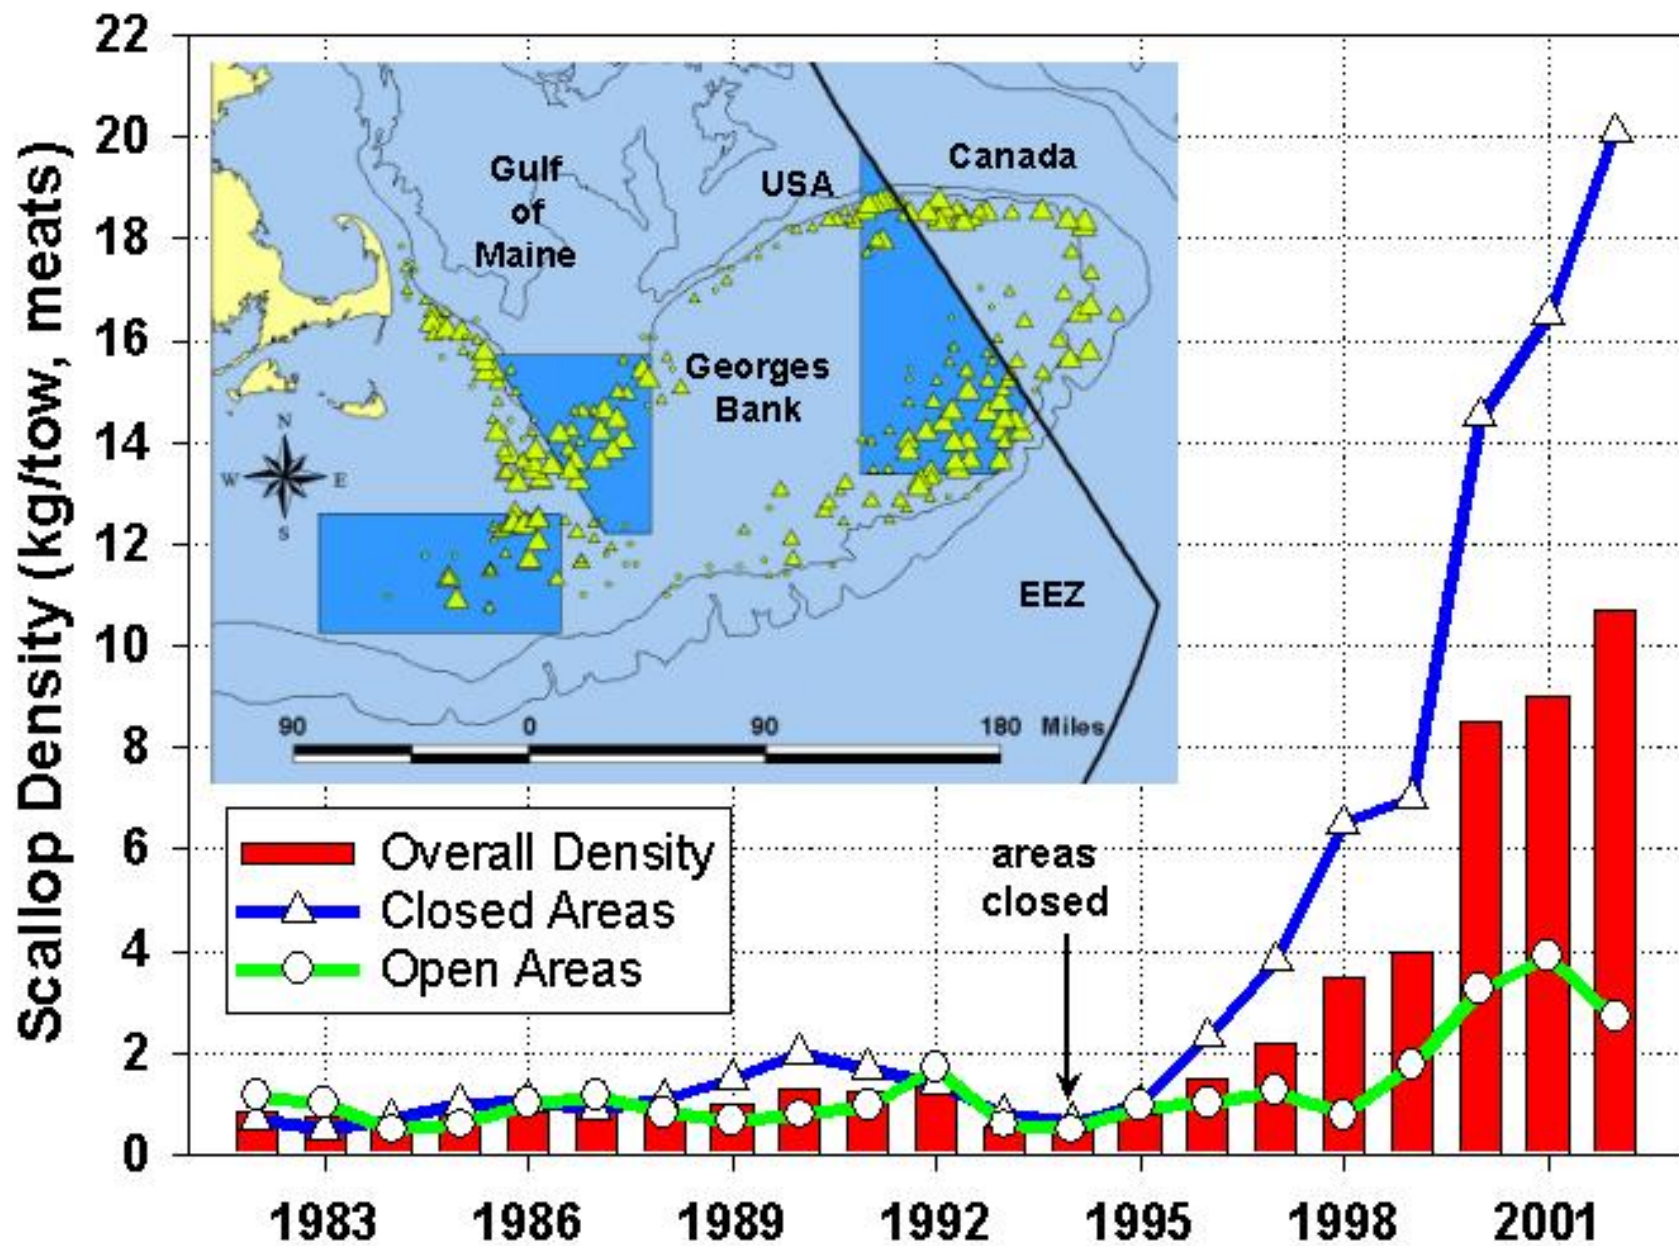 Scallop Density (kg/tow, meats)
22
20
18
16
14
12
10
8
6
4
2
0
Gulf
of
Maine
USA
Canada
Georges
Bank
N
W E
S
EEZ
90 0 90 180 Miles
Overall Density
Closed Areas
Open Areas
areas
closed
1983 1986 1989 1992 1995 1998 2001